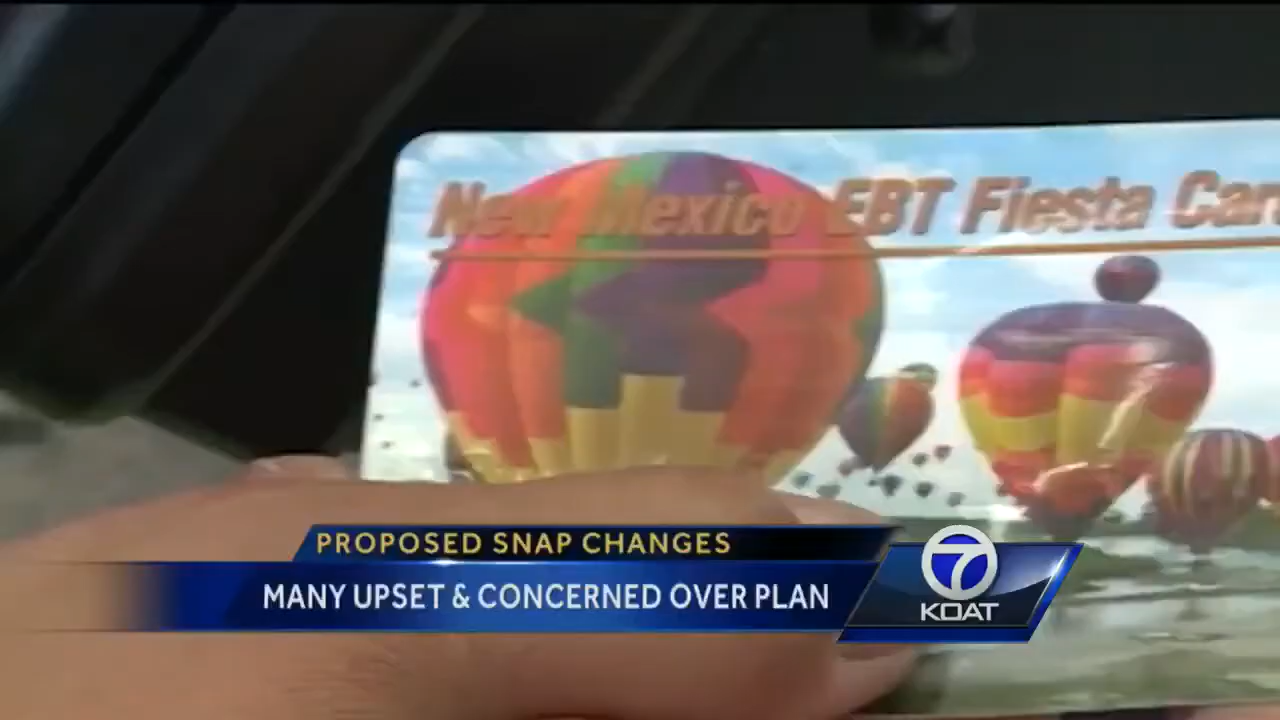 New Mexico EBT Fiesta Car
PROPOSED SNAP CHANGES
MANY UPSET & CONCERNED OVER PLAN
7
KOAT